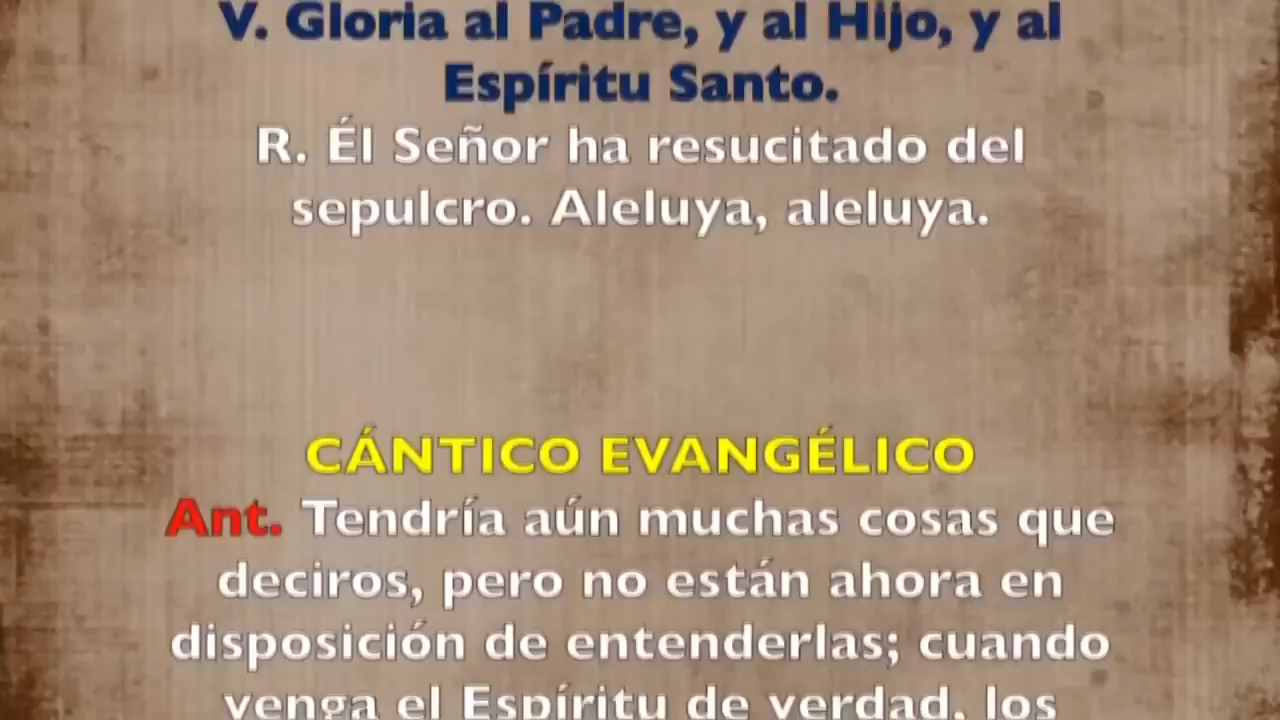 V. Gloria al Padre, y al Hijo, y al
Espíritu Santo.
R. Él Señor ha resucitado del
sepulcro. Aleluya, aleluya.
CÁNTICO EVANGÉLICO
Ant. Tendría aún muchas cosas que
deciros, pero no están ahora en
disposición de entenderlas; cuando
venga el Espíritu de verdad, los